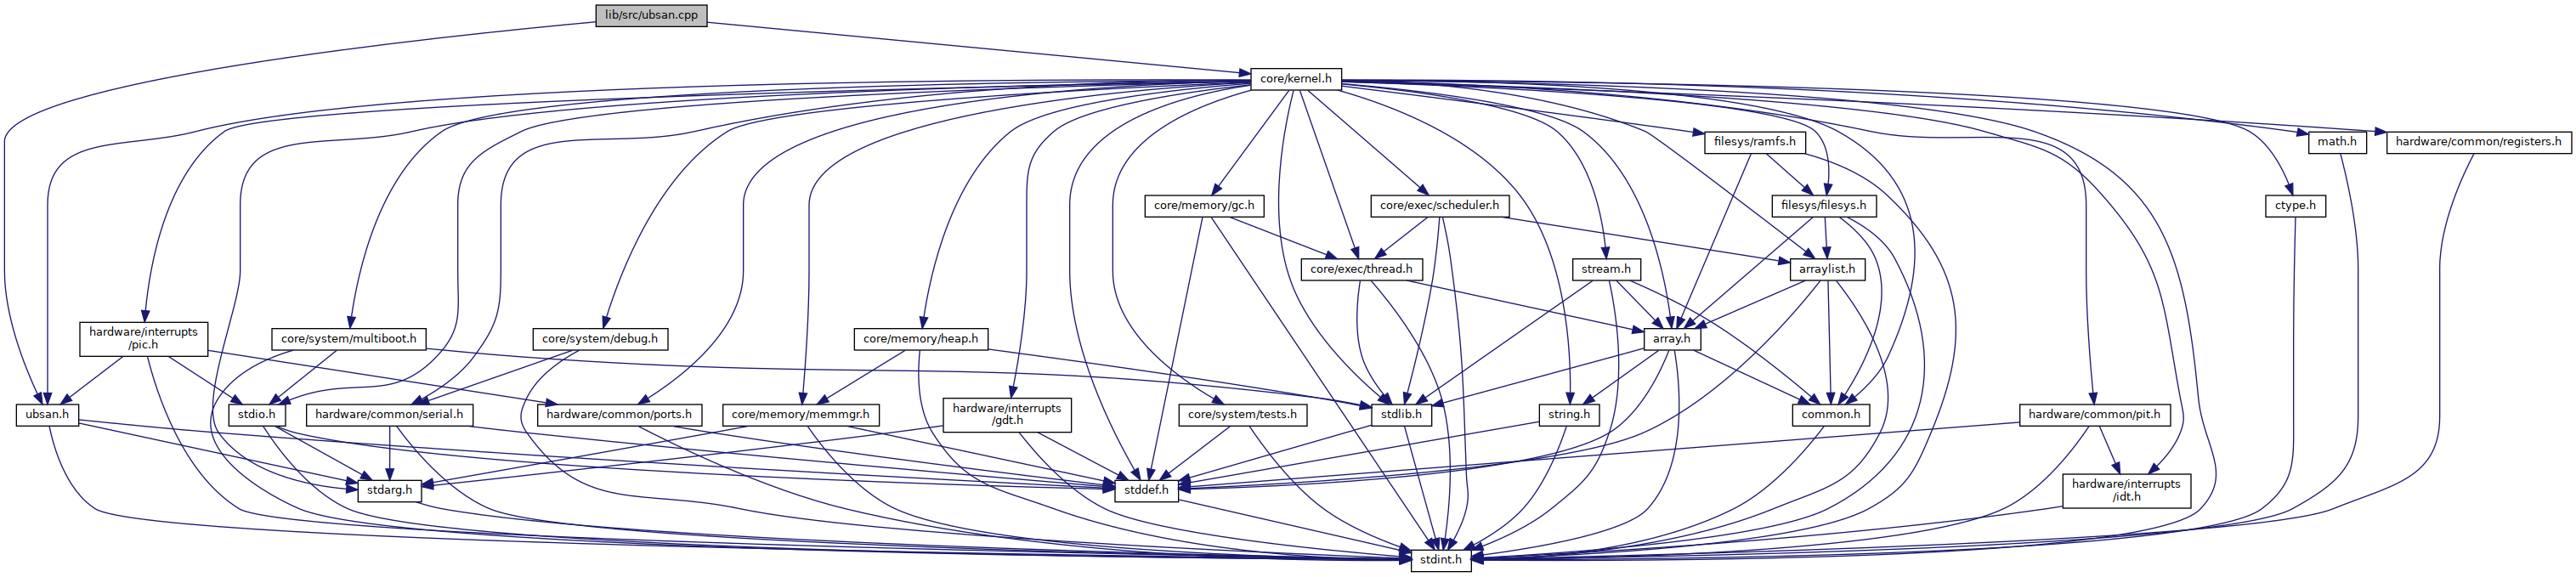 lib/src/ubsan.cpp
core/kernel.h
filesys/ramfs.h
math.h
hardware/common/registers.h
core/memory/gc.h
core/exec/scheduler.h
filesys/filesys.h
ctype.h
core/exec/thread.h
stream.h
arraylist.h
hardware/interrupts
/pic.h
core/system/multiboot.h
core/system/debug.h
core/memory/heap.h
array.h
ubsan.h
stdio.h
hardware/common/serial.h
hardware/common/ports.h
core/memory/memmgr.h
hardware/interrupts
/gdt.h
core/system/tests.h
stdlib.h
string.h
common.h
hardware/common/pit.h
stdarg.h
stddef.h
hardware/interrupts
/idt.h
stdint.h